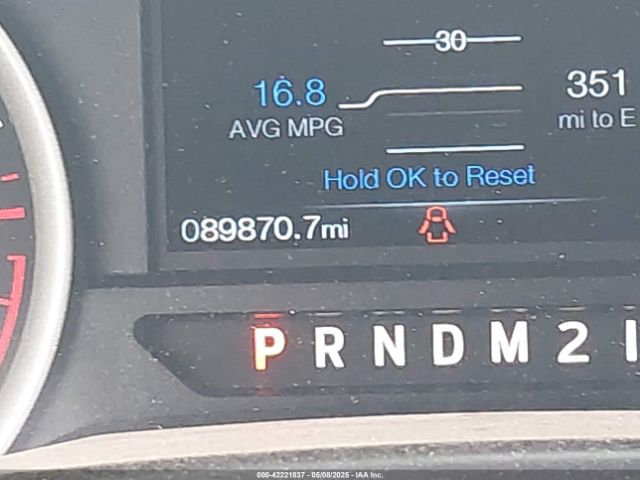 30
16.8
351
AVG MPG
mi to E
Hold OK to Reset
089870.7mi
P R N D M 2
000-42221837 - 05/08/2025 - IAA Inc.